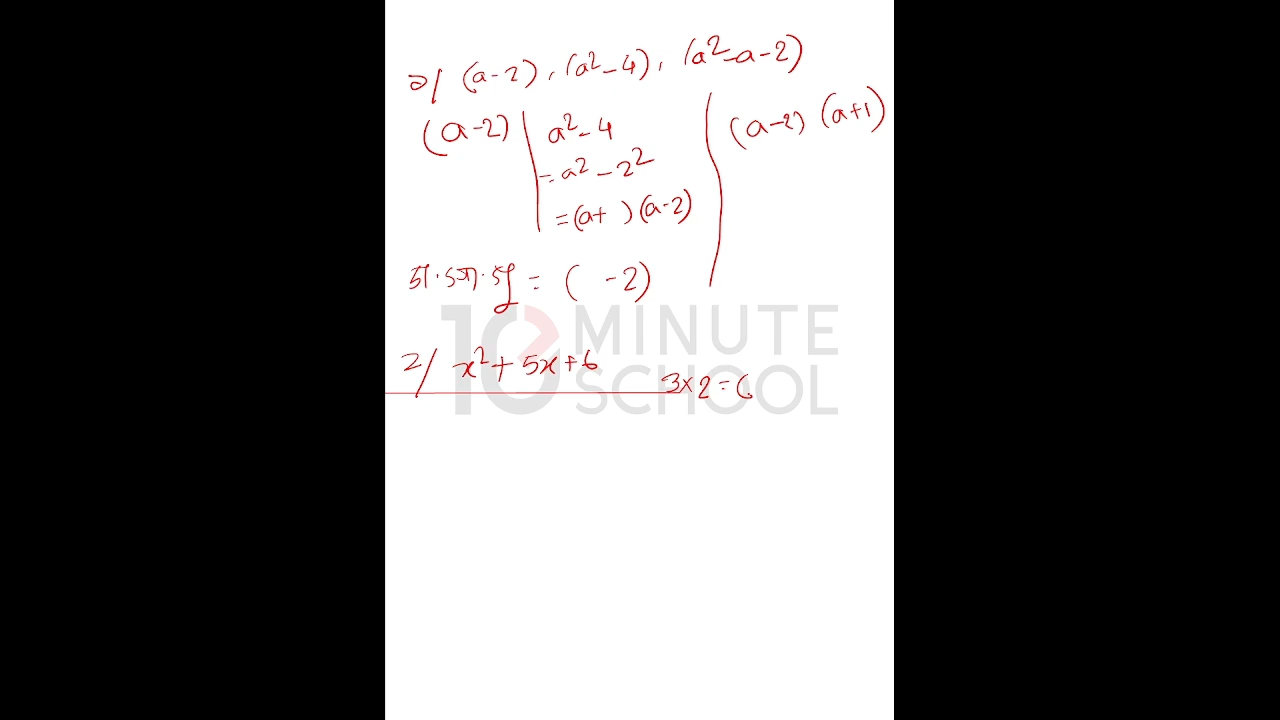 ১/ (a-2), (a²-4), (a²-a-2)
(a-2)
a²-4
= a² - 2²
= (a+ ) (a-2)
(a-2) (a+1)
গ.সা.গু = ( -2)
10 MINUTE SCHOOL
2/ x² + 5x + 6
3×2 = 6